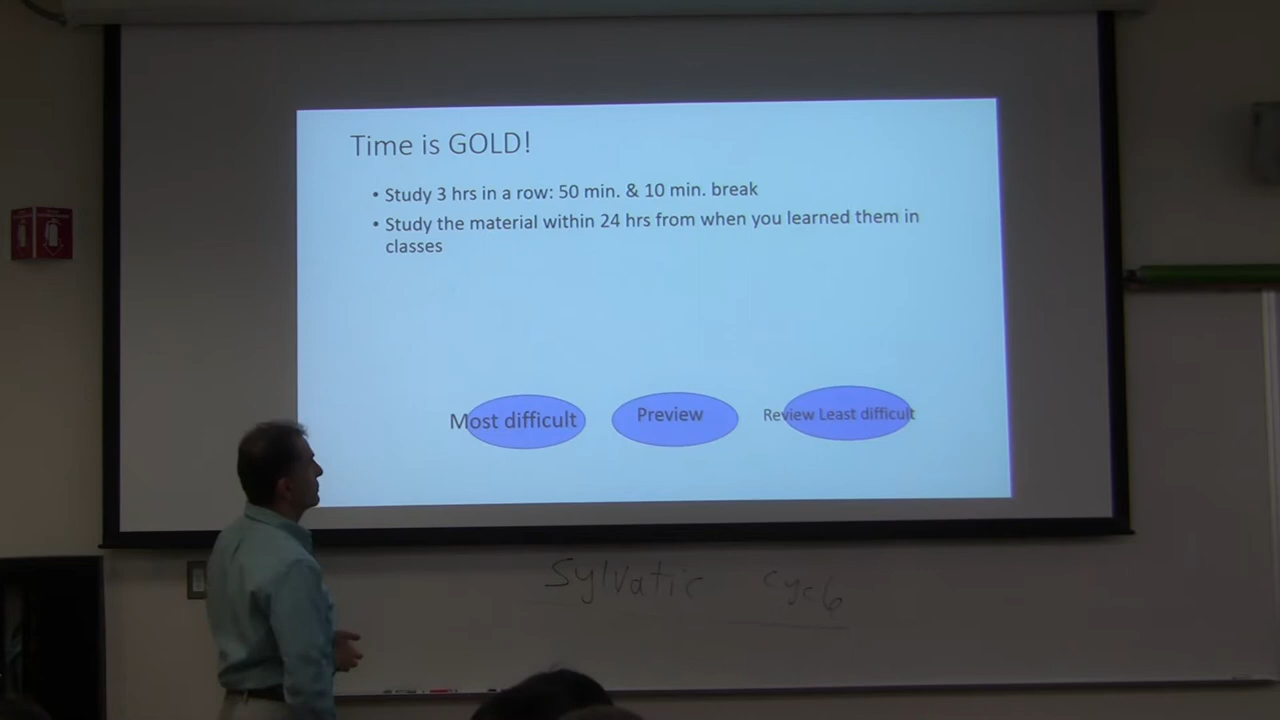 Time is GOLD!
• Study 3 hrs in a row: 50 min. & 10 min. break
• Study the material within 24 hrs from when you learned them in
classes
Most difficult
Preview
Review Least difficult
Sylvatic cycle